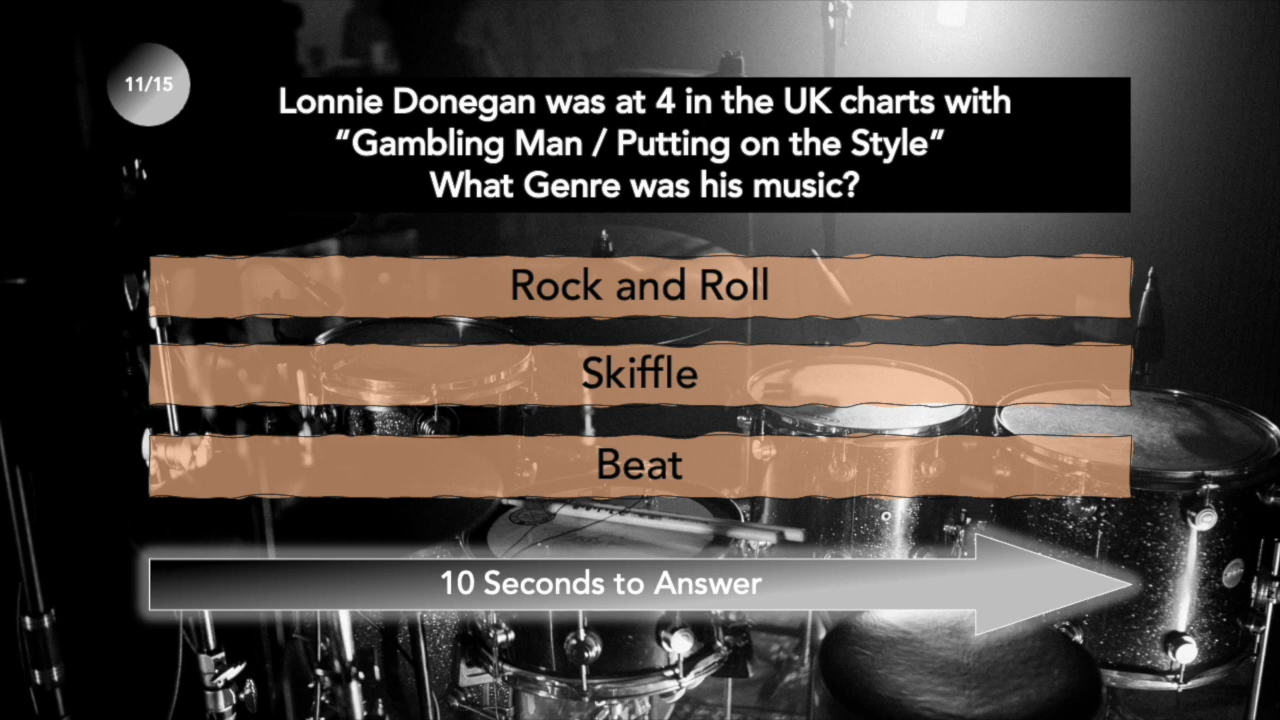 11/15
Lonnie Donegan was at 4 in the UK charts with
“Gambling Man / Putting on the Style”
What Genre was his music?
Rock and Roll
Skiffle
Beat
10 Seconds to Answer